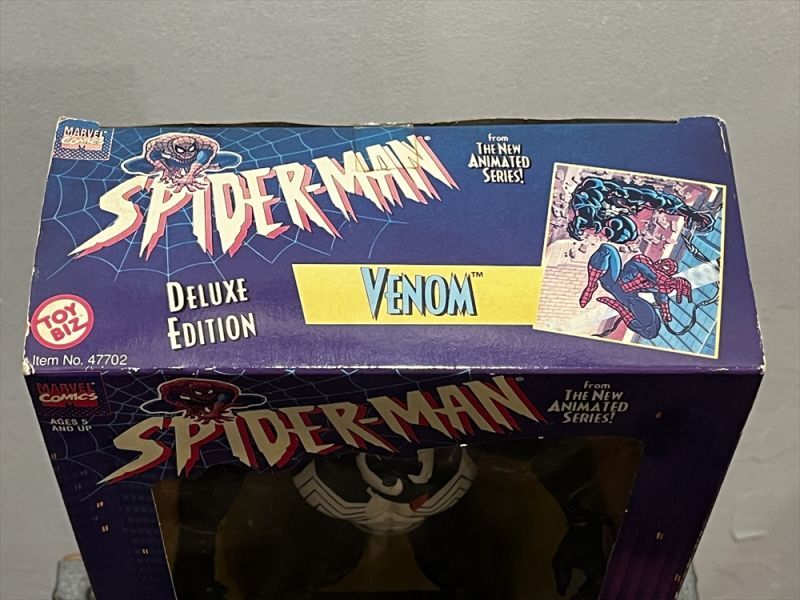 MARVEL
COMICS
SPIDER-MAN®
from
THE NEW
ANIMATED
SERIES!
DELUXE
EDITION
VENOM™
TOY
BIZ
Item No. 47702
MARVEL
COMICS
AGES 5
AND UP
SPIDER-MAN®
from
THE NEW
ANIMATED
SERIES!